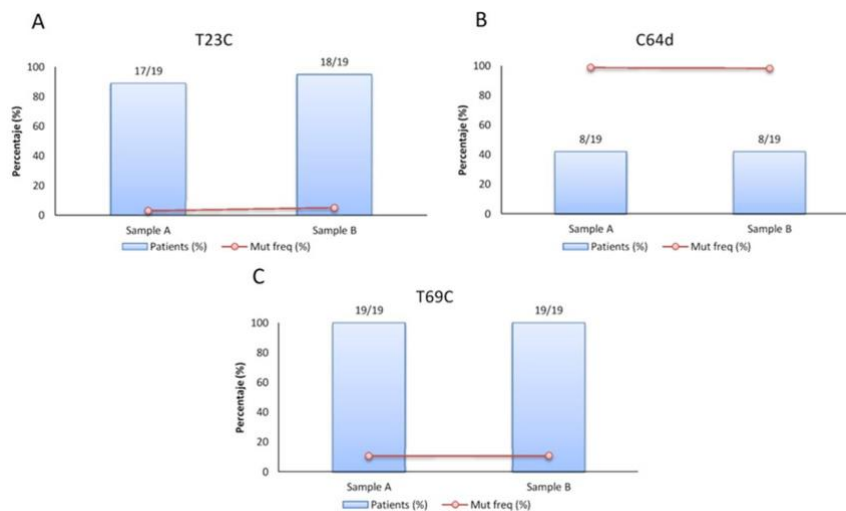 A
T23C
Percentaje (%)
100
80
60
40
20
0
17/19
18/19
Sample A
Sample B
Patients (%)
Mut freq (%)
B
C64d
Percentaje (%)
100
80
60
40
20
0
8/19
8/19
Sample A
Sample B
Patients (%)
Mut freq (%)
C
T69C
Percentaje (%)
100
80
60
40
20
0
19/19
19/19
Sample A
Sample B
Patients (%)
Mut freq (%)